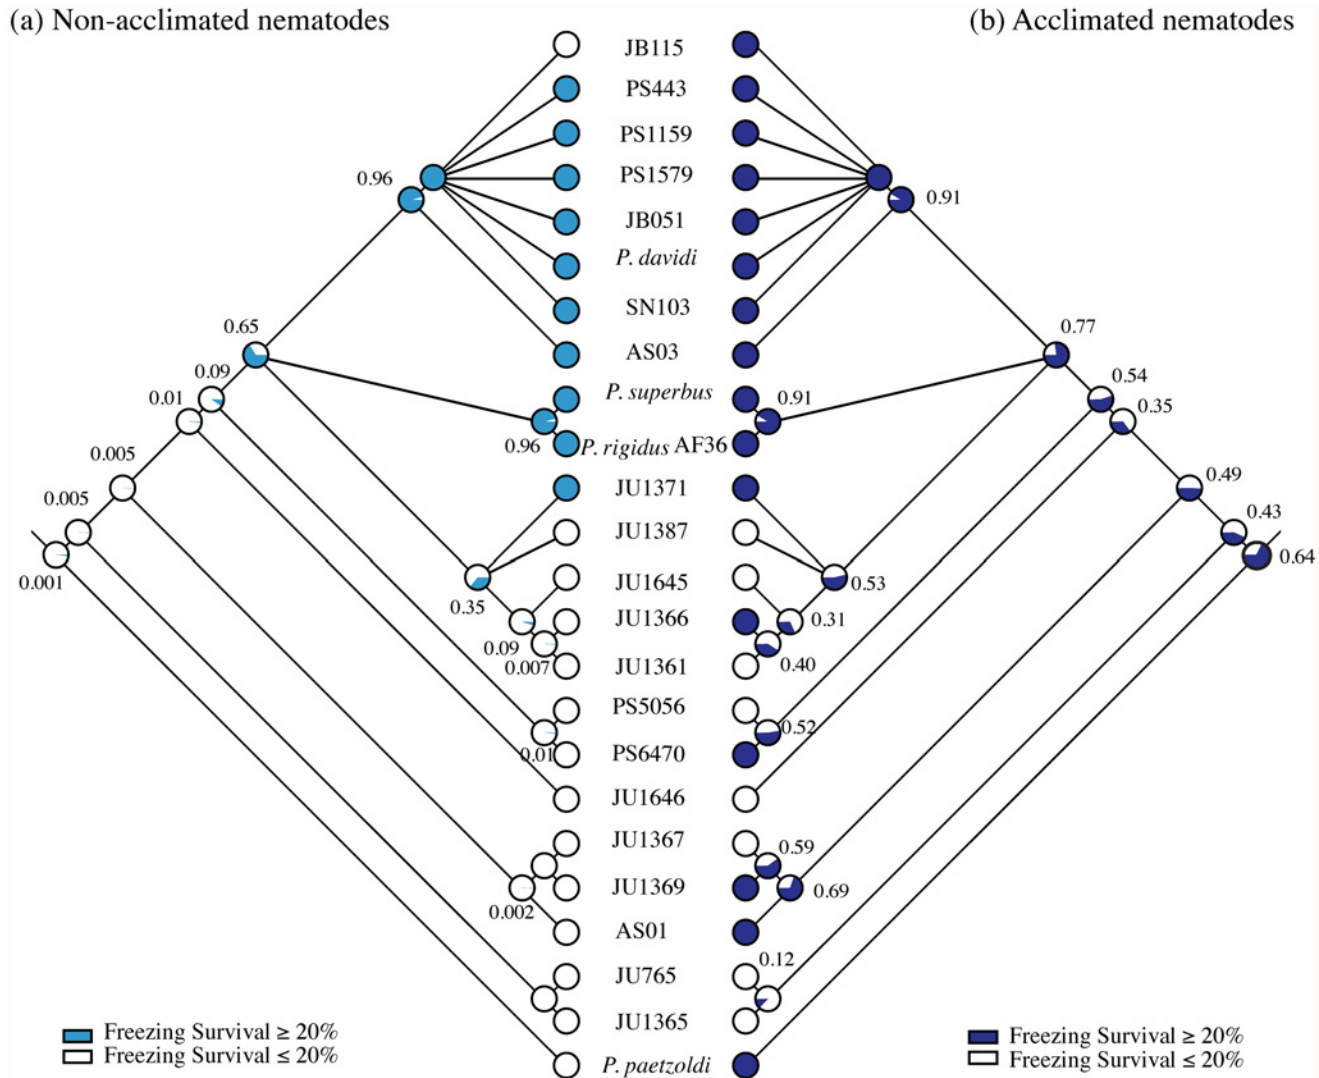 (a) Non-acclimated nematodes
(b) Acclimated nematodes
JB115
PS443
PS1159
0.96
PS1579
0.91
JB051
P. davidi
SN103
0.65
AS03
0.77
0.09
P. superbus
0.91
0.54
0.01
0.35
0.96
P. rigidus AF36
0.005
JU1371
0.49
0.005
JU1387
0.43
0.001
0.64
JU1645
0.53
0.35
JU1366
0.31
0.09
0.007
JU1361
0.40
PS5056
0.52
0.01
PS6470
JU1646
JU1367
0.59
JU1369
0.69
0.002
AS01
0.12
JU765
JU1365
Freezing Survival ≥ 20%
Freezing Survival ≤ 20%
Freezing Survival ≥ 20%
Freezing Survival ≤ 20%
P. paetzoldi